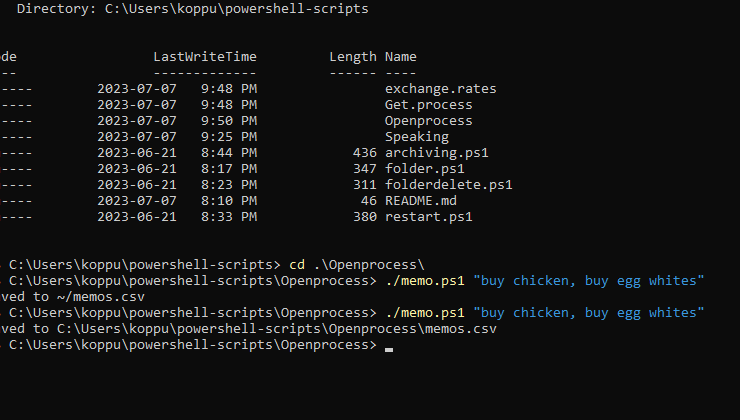 Directory: C:\Users\koppu\powershell-scripts
de LastWriteTime Length Name
-- ------------- ------ ----
---- 2023-07-07 9:48 PM exchange.rates
---- 2023-07-07 9:48 PM Get.process
---- 2023-07-07 9:50 PM Openprocess
---- 2023-07-07 9:25 PM Speaking
---- 2023-06-21 8:44 PM 436 archiving.ps1
---- 2023-06-21 8:17 PM 347 folder.ps1
---- 2023-06-21 8:23 PM 311 folderdelete.ps1
---- 2023-07-07 8:10 PM 46 README.md
---- 2023-06-21 8:33 PM 380 restart.ps1
C:\Users\koppu\powershell-scripts> cd .\Openprocess\
C:\Users\koppu\powershell-scripts\Openprocess> ./memo.ps1 "buy chicken, buy egg whites"
ved to ~/memos.csv
C:\Users\koppu\powershell-scripts\Openprocess> ./memo.ps1 "buy chicken, buy egg whites"
ved to C:\Users\koppu\powershell-scripts\Openprocess\memos.csv
C:\Users\koppu\powershell-scripts\Openprocess>